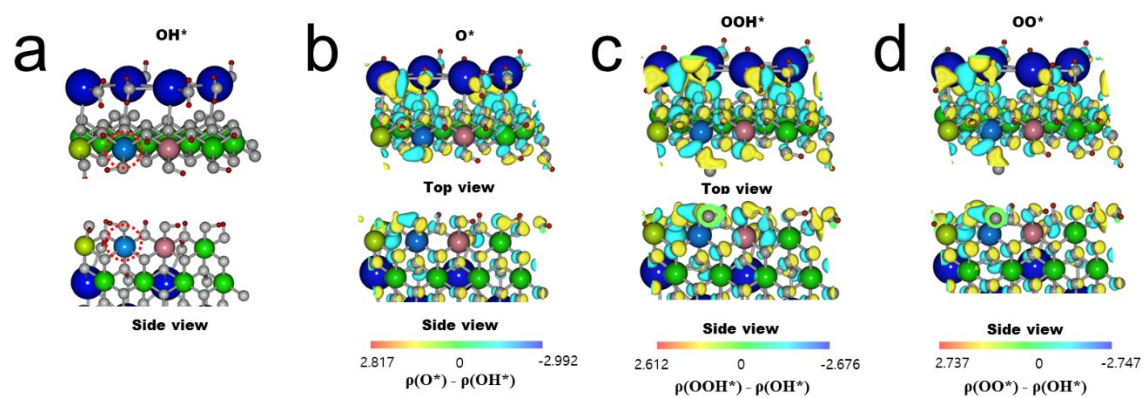 a
OH*
Side view
b
O*
Top view
Side view
2.817 0 -2.992
ρ(O*) - ρ(OH*)
c
OOH*
Top view
Side view
2.612 0 -2.676
ρ(OOH*) - ρ(OH*)
d
OO*
Side view
2.737 0 -2.747
ρ(OO*) - ρ(OH*)